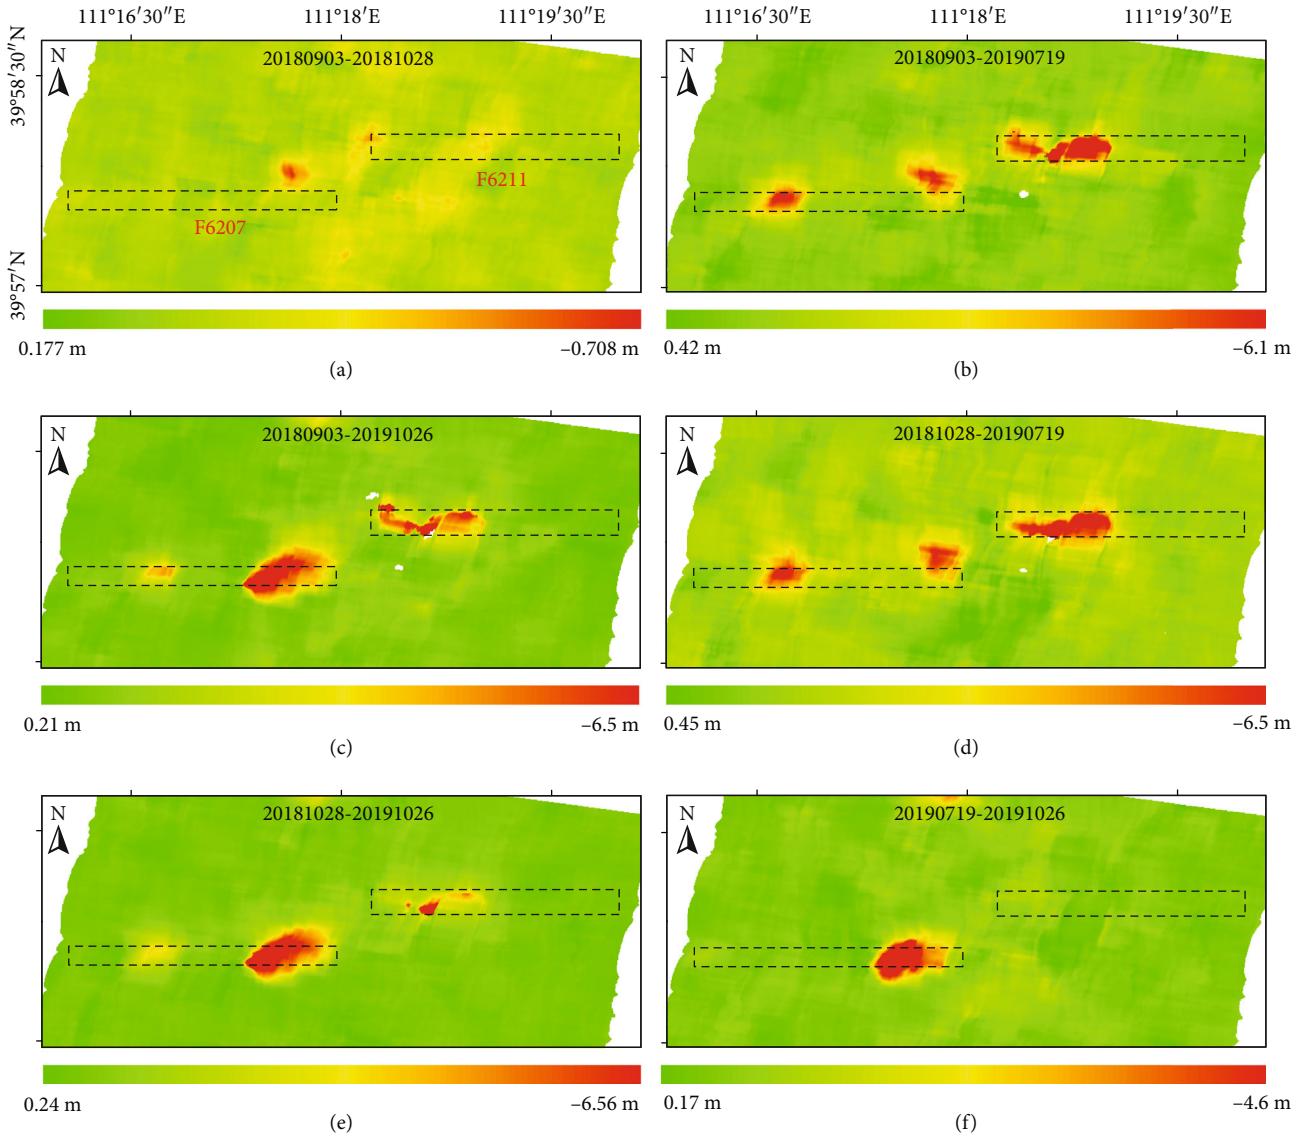 111°16′30″E 111°18′E 111°19′30″E 111°16′30″E 111°18′E 111°19′30″E
39°58′30″N
39°57′N
N
20180903-20181028
F6211
F6207
0.177 m –0.708 m
(a)
N
20180903-20190719
0.42 m –6.1 m
(b)
N
20180903-20191026
0.21 m –6.5 m
(c)
N
20181028-20190719
0.45 m –6.5 m
(d)
N
20181028-20191026
0.24 m –6.56 m
(e)
N
20190719-20191026
0.17 m –4.6 m
(f)